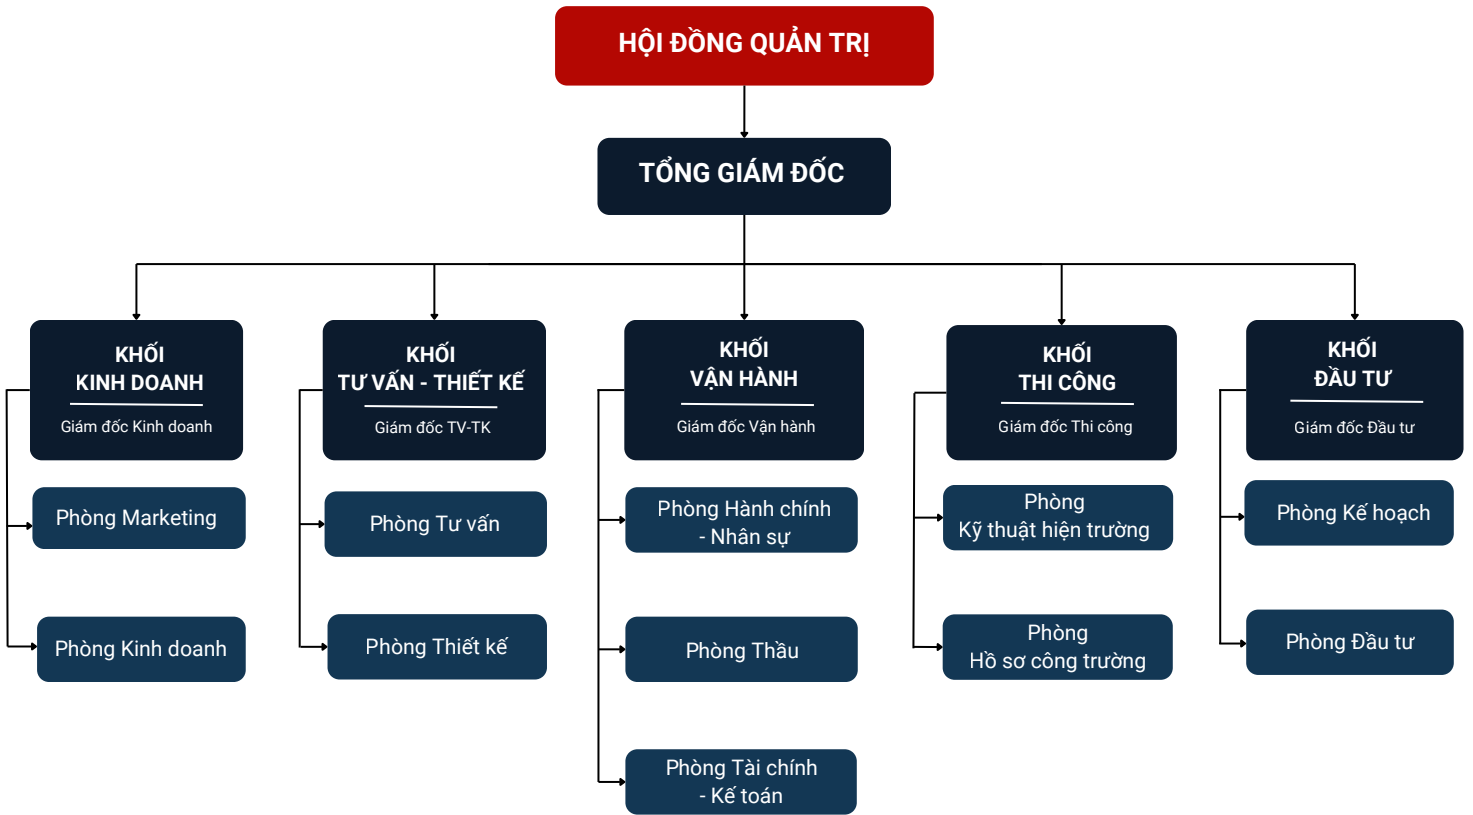 HỘI ĐỒNG QUẢN TRỊ
TỔNG GIÁM ĐỐC
KHỐI
KINH DOANH
Giám đốc Kinh doanh
Phòng Marketing
Phòng Kinh doanh
KHỐI
TƯ VẤN - THIẾT KẾ
Giám đốc TV-TK
Phòng Tư vấn
Phòng Thiết kế
KHỐI
VẬN HÀNH
Giám đốc Vận hành
Phòng Hành chính
- Nhân sự
Phòng Thầu
Phòng Tài chính
- Kế toán
KHỐI
THI CÔNG
Giám đốc Thi công
Phòng
Kỹ thuật hiện trường
Phòng
Hồ sơ công trường
KHỐI
ĐẦU TƯ
Giám đốc Đầu tư
Phòng Kế hoạch
Phòng Đầu tư